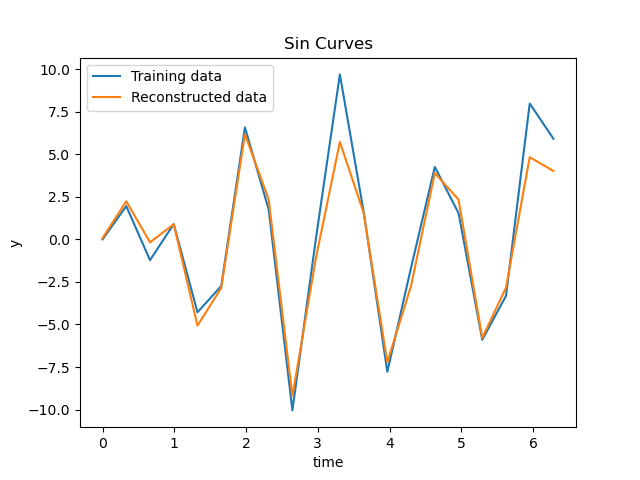 Sin Curves
Training data
Reconstructed data
10.0
7.5
5.0
2.5
0.0
−2.5
−5.0
−7.5
−10.0
y
0 1 2 3 4 5 6
time